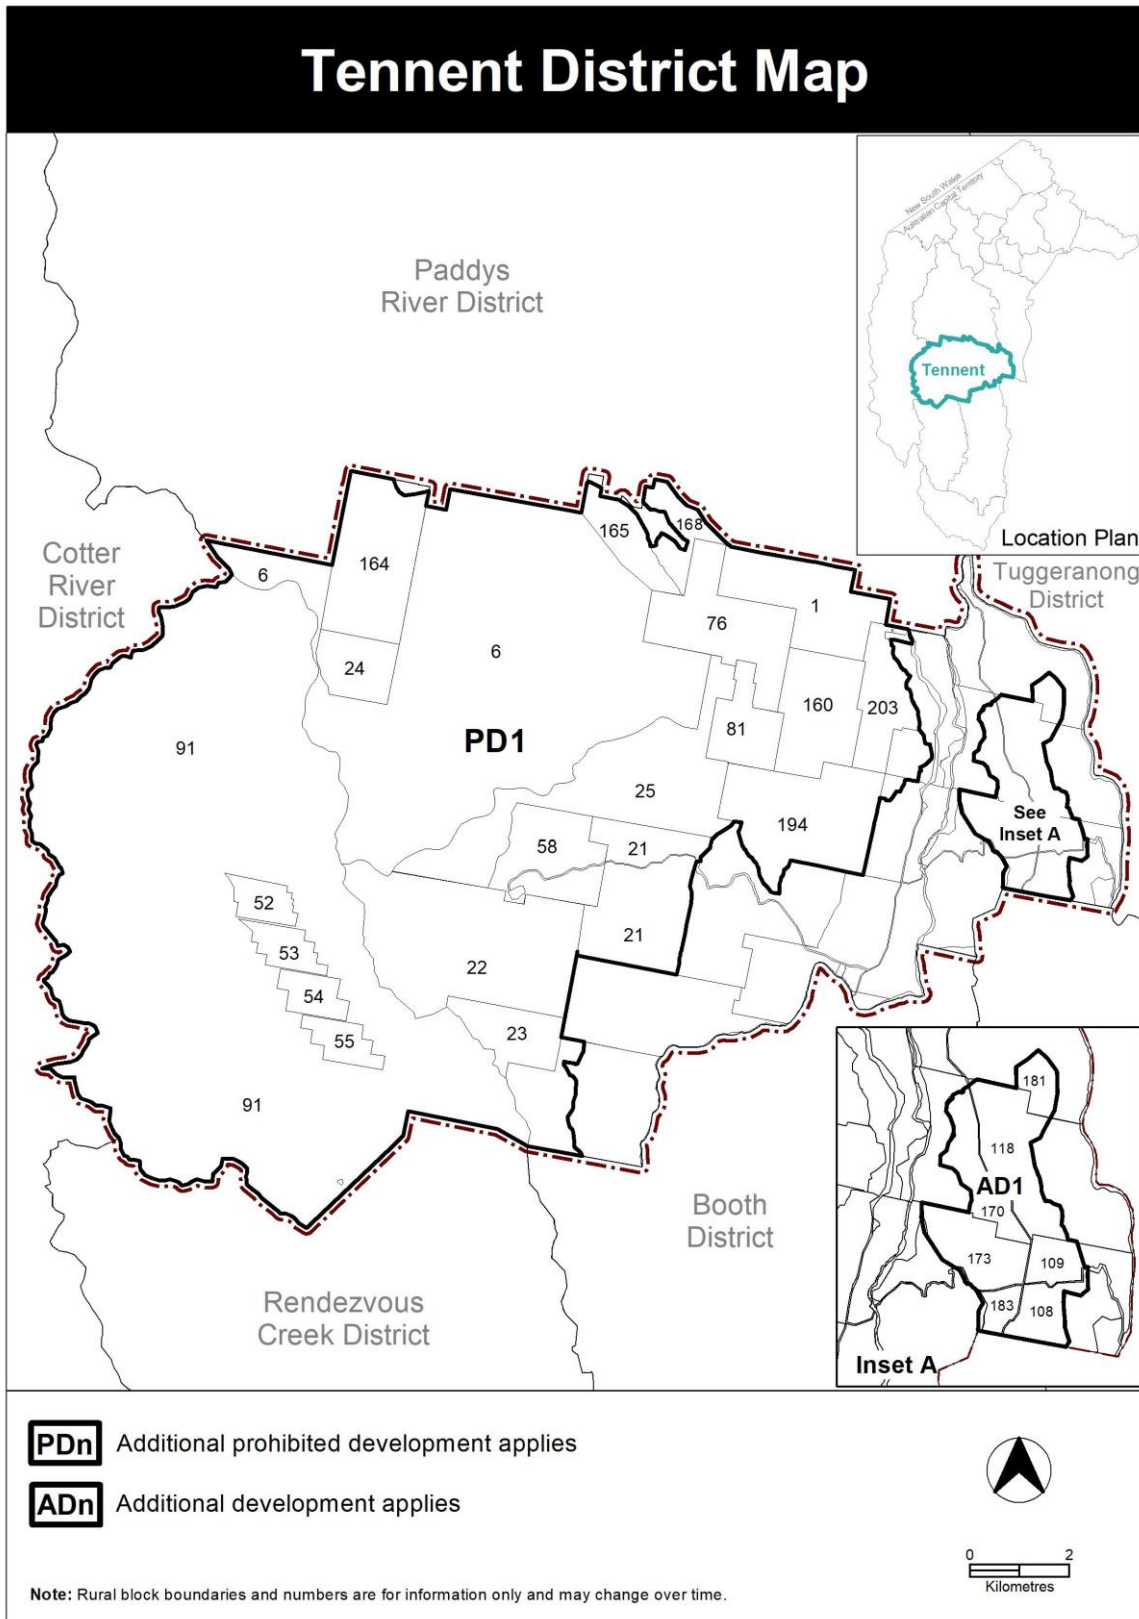 Tennent District Map
New South Wales
Australian Capital Territory
Tennent
Location Plan
Paddys
River District
Cotter
River
District
Tuggeranong
District
6
164
165
168
1
76
24
6
203
160
81
91
PD1
25
See
Inset A
194
58
21
52
21
53
22
54
23
55
91
Booth
District
Rendezvous
Creek District
181
118
AD1
170
173
109
183
108
Inset A
PDn Additional prohibited development applies
ADn Additional development applies
0 2
Kilometres
Note: Rural block boundaries and numbers are for information only and may change over time.